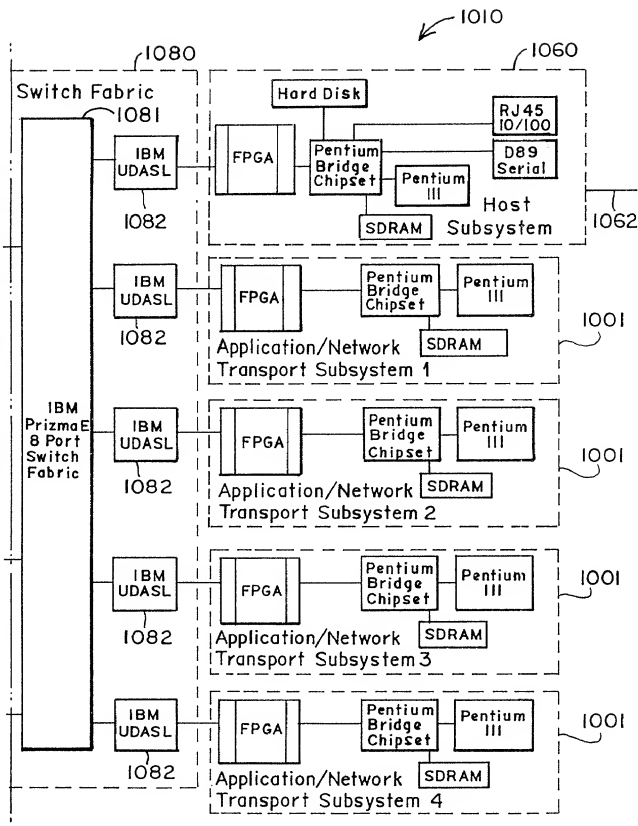 1010
1080
1060
Switch Fabric
1081
Hard Disk
RJ45
10/100
IBM
UDASL
1082
FPGA
Pentium
Bridge
Chipset
D89
Serial
Pentium
III
SDRAM
Host
Subsystem
1062
IBM
UDASL
1082
FPGA
Pentium
Bridge
Chipset
Pentium
III
SDRAM
Application/Network
Transport Subsystem 1
1001
IBM
PrizmaE
8 Port
Switch
Fabric
IBM
UDASL
1082
FPGA
Pentium
Bridge
Chipset
Pentium
III
SDRAM
Application/Network
Transport Subsystem 2
1001
IBM
UDASL
1082
FPGA
Pentium
Bridge
Chipset
Pentium
III
SDRAM
Application/Network
Transport Subsystem 3
1001
IBM
UDASL
1082
FPGA
Pentium
Bridge
Chipset
Pentium
III
SDRAM
Application/Network
Transport Subsystem 4
1001